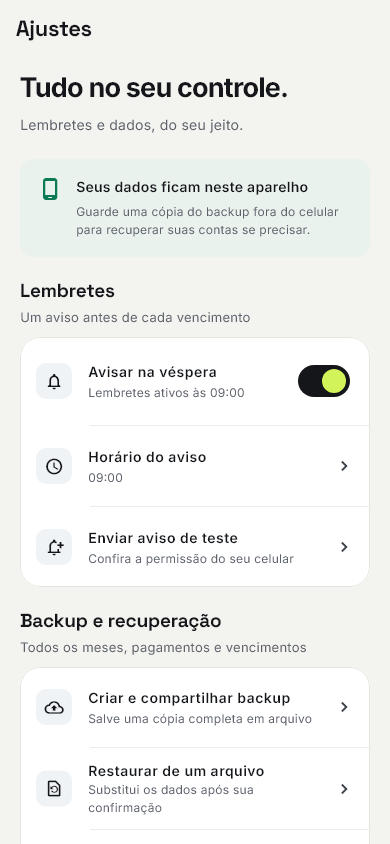 Ajustes
Tudo no seu controle.
Lembretes e dados, do seu jeito.
Seus dados ficam neste aparelho
Guarde uma cópia do backup fora do celular
para recuperar suas contas se precisar.
Lembretes
Um aviso antes de cada vencimento
Avisar na véspera
Lembretes ativos às 09:00
Horário do aviso
09:00
Enviar aviso de teste
Confira a permissão do seu celular
Backup e recuperação
Todos os meses, pagamentos e vencimentos
Criar e compartilhar backup
Salve uma cópia completa em arquivo
Restaurar de um arquivo
Substitui os dados após sua
confirmação